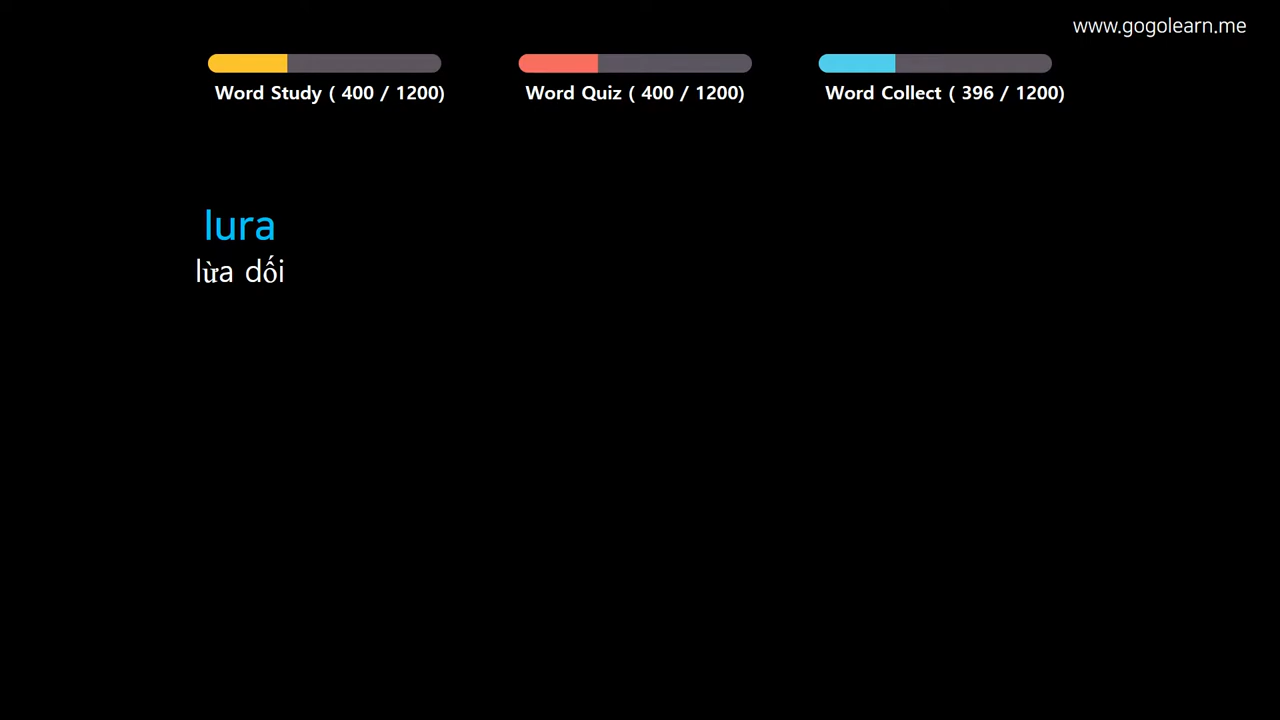 www.gogolearn.me
Word Study ( 400 / 1200)
Word Quiz ( 400 / 1200)
Word Collect ( 396 / 1200)
lura
lừa dối